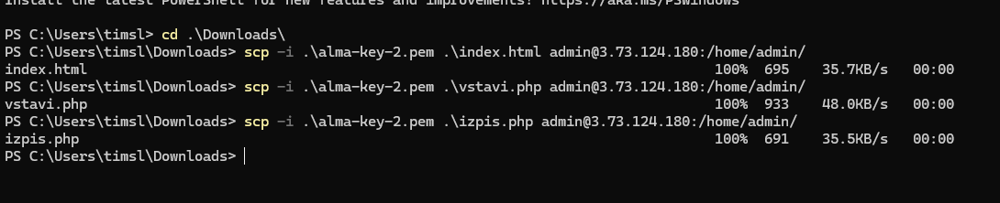 Install the latest PowerShell for new features and improvements! https://aka.ms/PSWindows
PS C:\Users\timsl> cd .\Downloads\
PS C:\Users\timsl\Downloads> scp -i .\alma-key-2.pem .\index.html admin@3.73.124.180:/home/admin/
index.html 100% 695 35.7KB/s 00:00
PS C:\Users\timsl\Downloads> scp -i .\alma-key-2.pem .\vstavi.php admin@3.73.124.180:/home/admin/
vstavi.php 100% 933 48.0KB/s 00:00
PS C:\Users\timsl\Downloads> scp -i .\alma-key-2.pem .\izpis.php admin@3.73.124.180:/home/admin/
izpis.php 100% 691 35.5KB/s 00:00
PS C:\Users\timsl\Downloads>